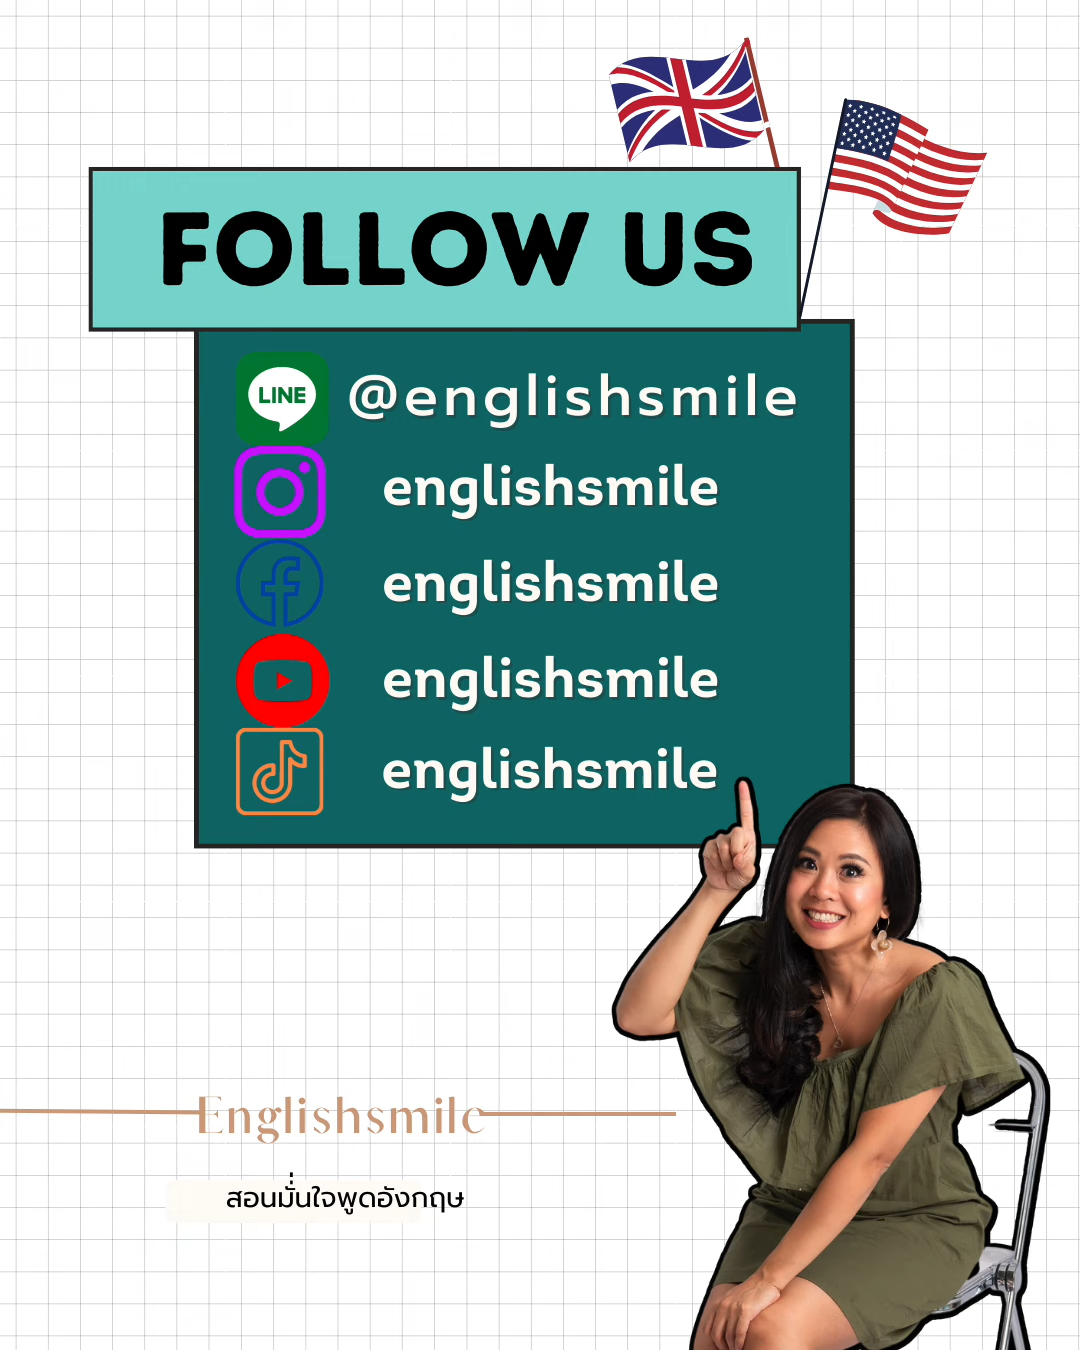 FOLLOW US
LINE
@englishsmile
englishsmile
englishsmile
englishsmile
englishsmile
Englishsmile
สอนมั่นใจพูดอังกฤษ